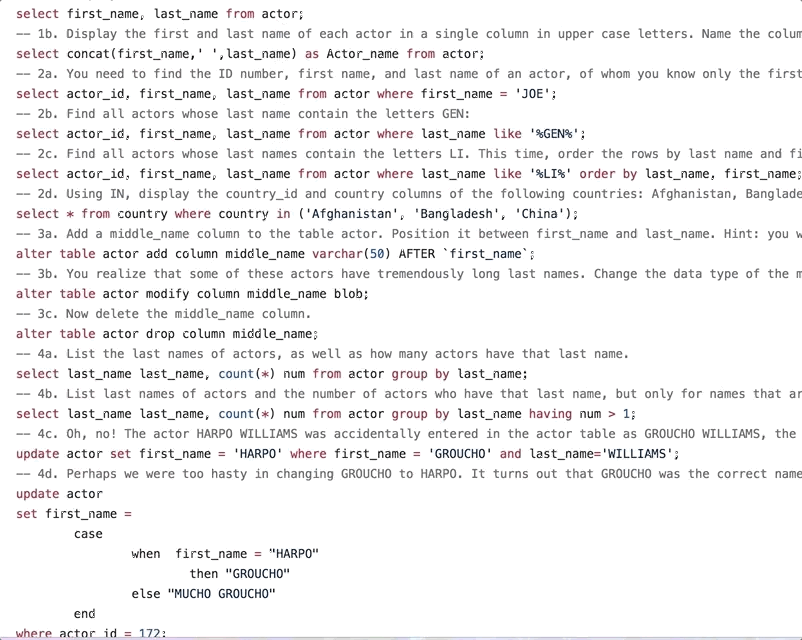 select first_name, last_name from actor;
-- 1b. Display the first and last name of each actor in a single column in upper case letters. Name the colum
select concat(first_name,' ',last_name) as Actor_name from actor;
-- 2a. You need to find the ID number, first name, and last name of an actor, of whom you know only the first
select actor_id, first_name, last_name from actor where first_name = 'JOE';
-- 2b. Find all actors whose last name contain the letters GEN:
select actor_id, first_name, last_name from actor where last_name like '%GEN%';
-- 2c. Find all actors whose last names contain the letters LI. This time, order the rows by last name and fi
select actor_id, first_name, last_name from actor where last_name like '%LI%' order by last_name, first_name;
-- 2d. Using IN, display the country_id and country columns of the following countries: Afghanistan, Banglade
select * from country where country in ('Afghanistan', 'Bangladesh', 'China');
-- 3a. Add a middle_name column to the table actor. Position it between first_name and last_name. Hint: you w
alter table actor add column middle_name varchar(50) AFTER `first_name`;
-- 3b. You realize that some of these actors have tremendously long last names. Change the data type of the m
alter table actor modify column middle_name blob;
-- 3c. Now delete the middle_name column.
alter table actor drop column middle_name;
-- 4a. List the last names of actors, as well as how many actors have that last name.
select last_name last_name, count(*) num from actor group by last_name;
-- 4b. List last names of actors and the number of actors who have that last name, but only for names that ar
select last_name last_name, count(*) num from actor group by last_name having num > 1;
-- 4c. Oh, no! The actor HARPO WILLIAMS was accidentally entered in the actor table as GROUCHO WILLIAMS, the
update actor set first_name = 'HARPO' where first_name = 'GROUCHO' and last_name='WILLIAMS';
-- 4d. Perhaps we were too hasty in changing GROUCHO to HARPO. It turns out that GROUCHO was the correct name
update actor
set first_name =
case
when first_name = "HARPO"
then "GROUCHO"
else "MUCHO GROUCHO"
end
where actor_id = 172;